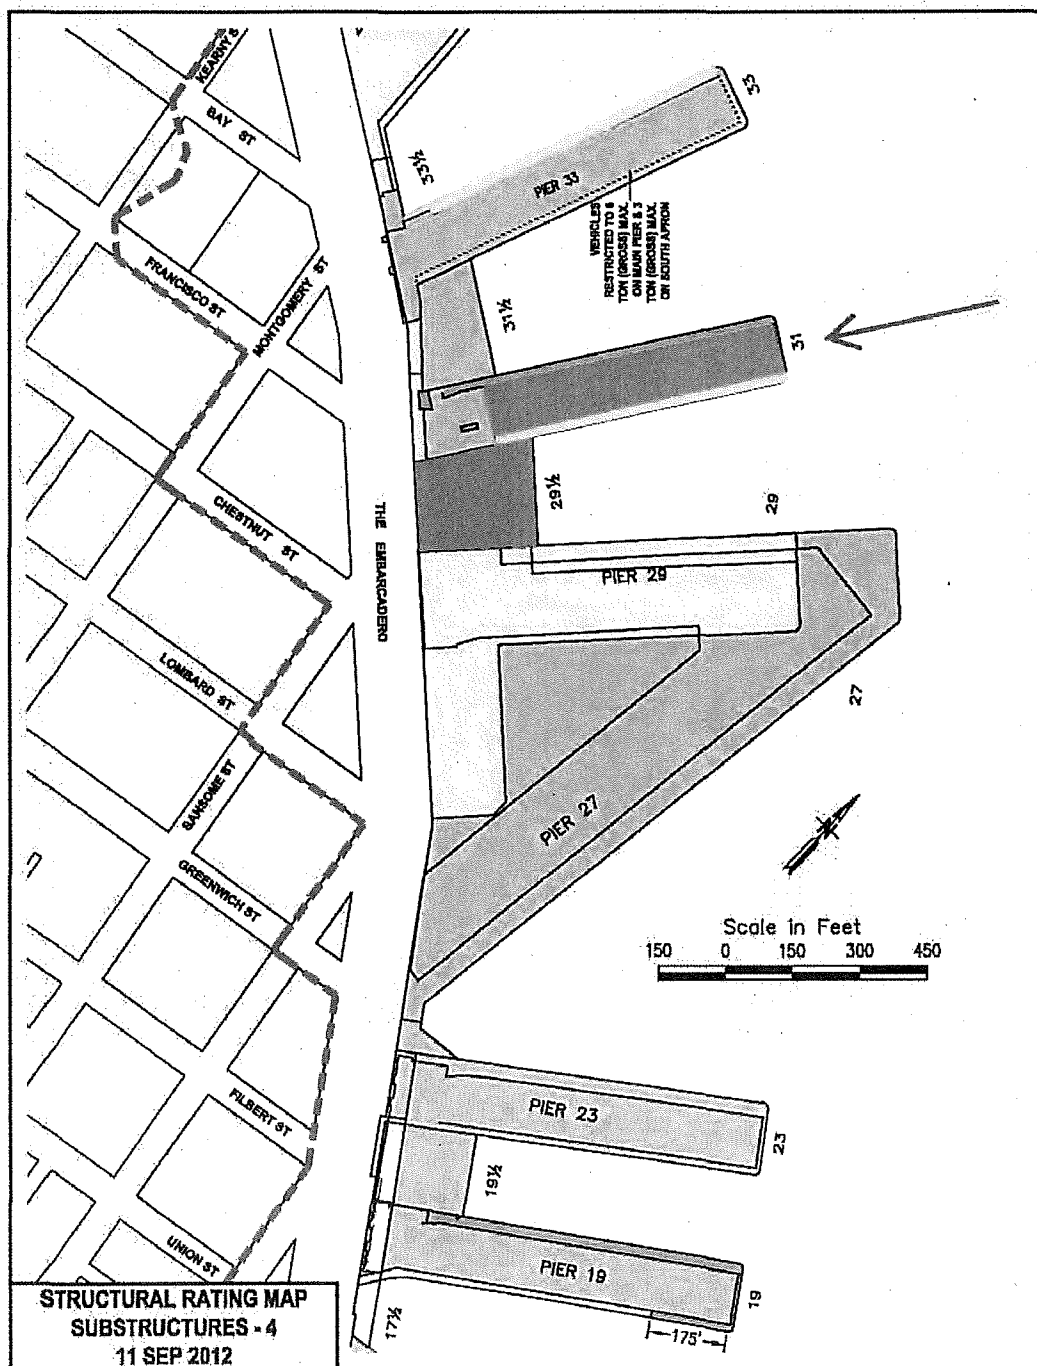 KEARNY S
BAY ST
33
33½
PIER 33
VEHICLES
RESTRICTED TO 6
TON (GROSS) MAX.
ON MAIN PIER & 3
TON (GROSS) MAX.
ON SOUTH APRON
FRANCISCO ST
MONTGOMERY ST
31½
31
CHESTNUT ST
THE EMBARCADERO
29½
29
PIER 29
LOMBARD ST
27
SANSOME ST
PIER 27
GREENWICH ST
Scale in Feet
150 0 150 300 450
FILBERT ST
PIER 23
23
19½
UNION ST
PIER 19
19
17½
175'
STRUCTURAL RATING MAP
SUBSTRUCTURES - 4
11 SEP 2012